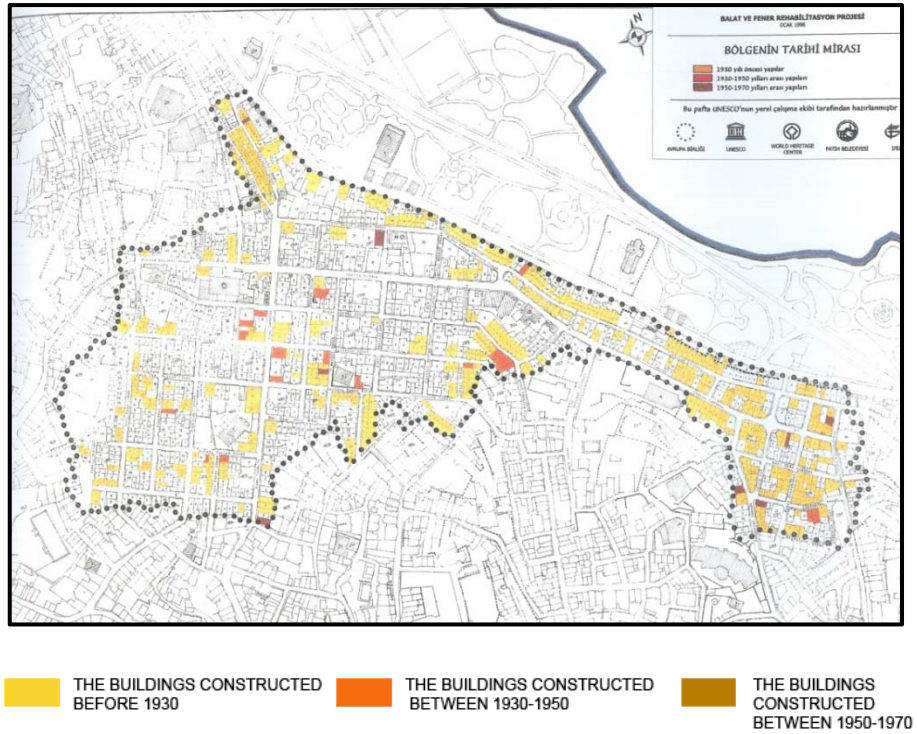 N
BALAT VE FENER REHABİLİTASYON PROJESİ
OCAK 1998
BÖLGENİN TARİHİ MİRASI
1930 yılı öncesi yapılar
1930-1950 yılları arası yapıları
1950-1970 yılları arası yapıları
Bu pafta UNESCO'nun yerel çalışma ekibi tarafından hazırlanmıştır
AVRUPA BİRLİĞİ UNESCO WORLD HERITAGE FATİH BELEDİYESİ
CENTER
THE BUILDINGS CONSTRUCTED
BEFORE 1930
THE BUILDINGS CONSTRUCTED
BETWEEN 1930-1950
THE BUILDINGS
CONSTRUCTED
BETWEEN 1950-1970